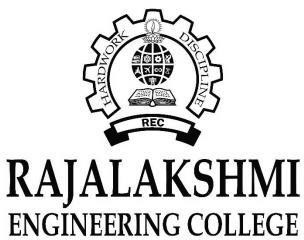 HARDWORK
DISCIPLINE
REC
RAJALAKSHMI
ENGINEERING COLLEGE